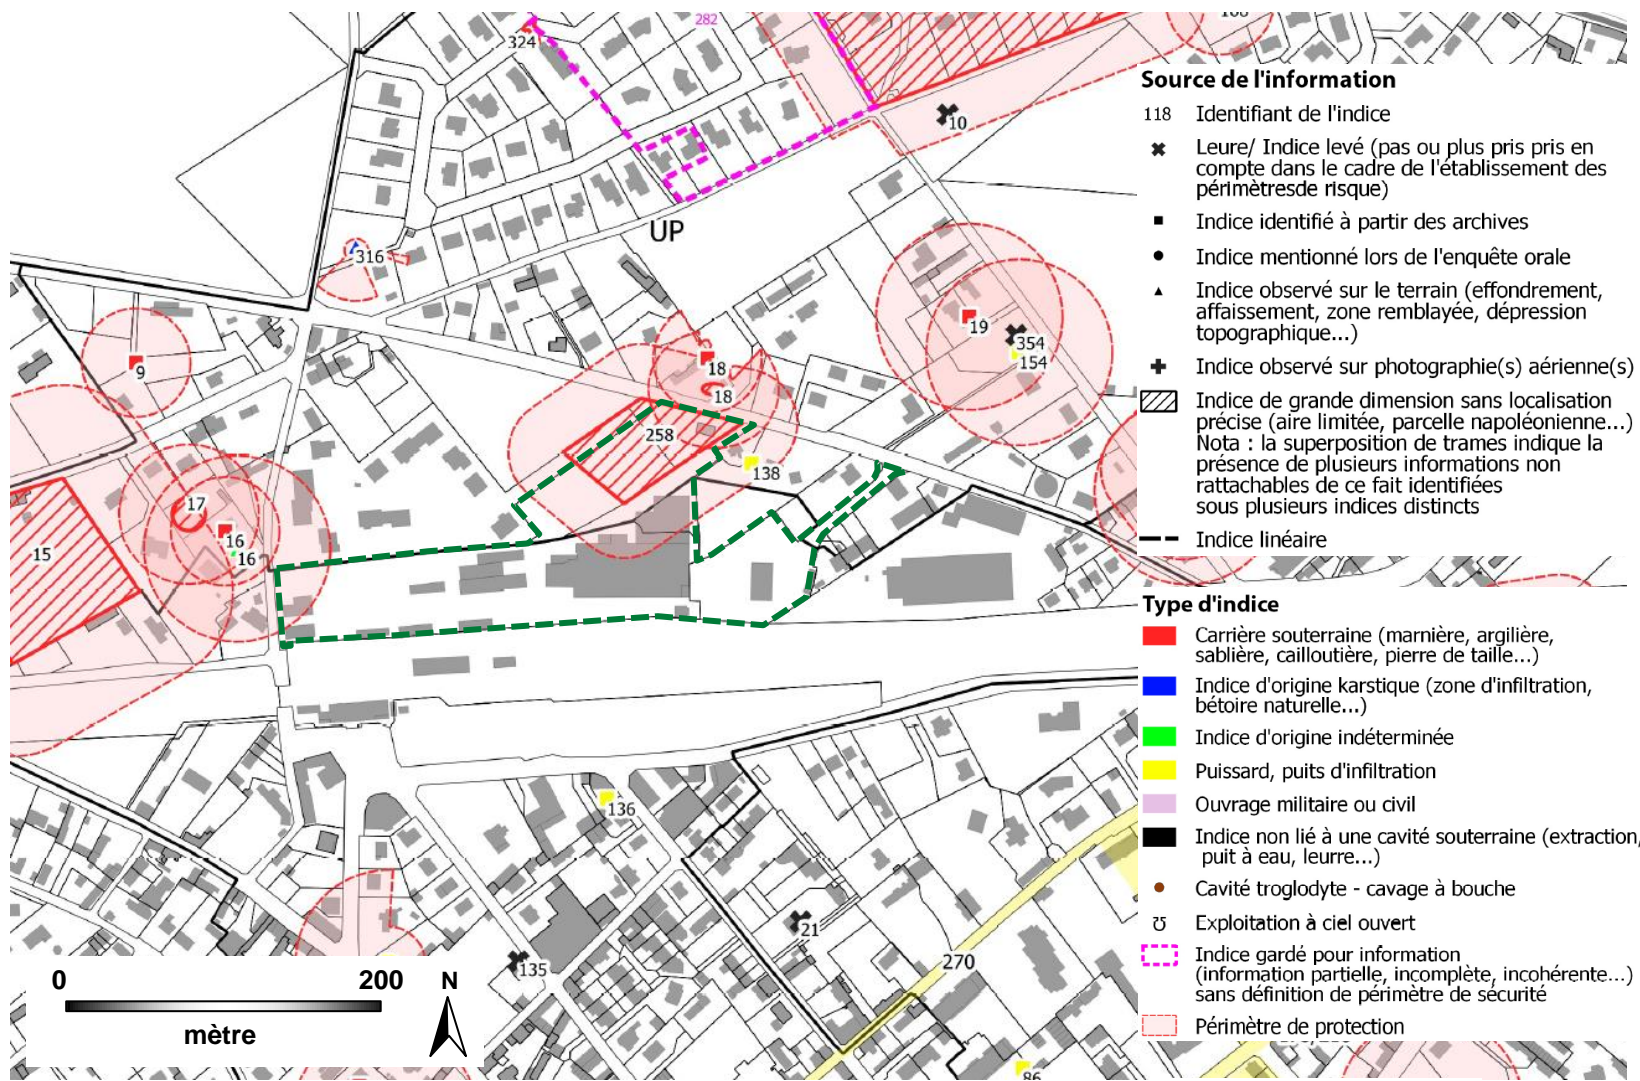 282
108
324
10
UP
316
9
19
354
154
18
18
258
138
17
16
16
15
136
21
135
270
86
0 200 N
mètre
Source de l'information
118 Identifiant de l'indice
Leure/ Indice levé (pas ou plus pris pris en
compte dans le cadre de l'établissement des
périmètresde risque)
Indice identifié à partir des archives
Indice mentionné lors de l'enquête orale
Indice observé sur le terrain (effondrement,
affaissement, zone remblayée, dépression
topographique...)
Indice observé sur photographie(s) aérienne(s)
Indice de grande dimension sans localisation
précise (aire limitée, parcelle napoléonienne...)
Nota : la superposition de trames indique la
présence de plusieurs informations non
rattachables de ce fait identifiées
sous plusieurs indices distincts
Indice linéaire
Type d'indice
Carrière souterraine (marnière, argilière,
sablière, cailloutière, pierre de taille...)
Indice d'origine karstique (zone d'infiltration,
bétoire naturelle...)
Indice d'origine indéterminée
Puissard, puits d'infiltration
Ouvrage militaire ou civil
Indice non lié à une cavité souterraine (extraction,
puit à eau, leurre...)
Cavité troglodyte - cavage à bouche
Exploitation à ciel ouvert
Indice gardé pour information
(information partielle, incomplète, incohérente...)
sans définition de périmètre de sécurité
Périmètre de protection